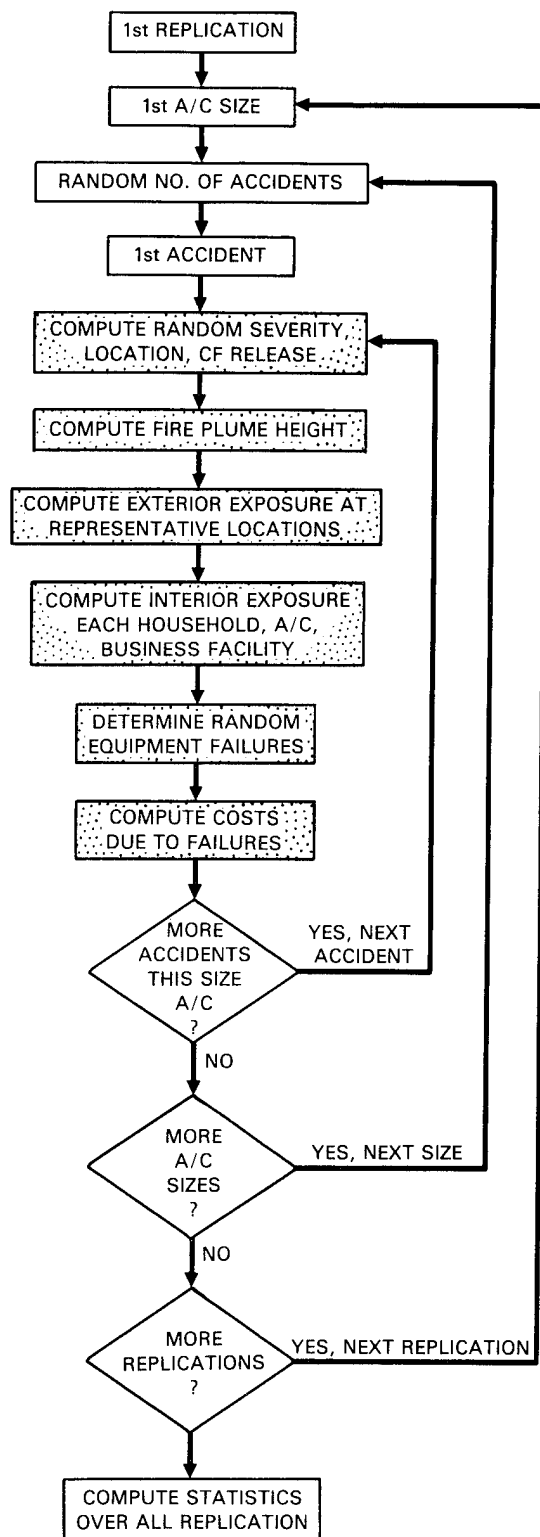 1st REPLICATION
1st A/C SIZE
RANDOM NO. OF ACCIDENTS
1st ACCIDENT
COMPUTE RANDOM SEVERITY,
LOCATION, CF RELEASE
COMPUTE FIRE PLUME HEIGHT
COMPUTE EXTERIOR EXPOSURE AT
REPRESENTATIVE LOCATIONS
COMPUTE INTERIOR EXPOSURE
EACH HOUSEHOLD, A/C,
BUSINESS FACILITY
DETERMINE RANDOM
EQUIPMENT FAILURES
COMPUTE COSTS
DUE TO FAILURES
MORE
ACCIDENTS
THIS SIZE
A/C
?
YES, NEXT
ACCIDENT
NO
MORE
A/C
SIZES
?
YES, NEXT SIZE
NO
MORE
REPLICATIONS
?
YES, NEXT REPLICATION
COMPUTE STATISTICS
OVER ALL REPLICATION